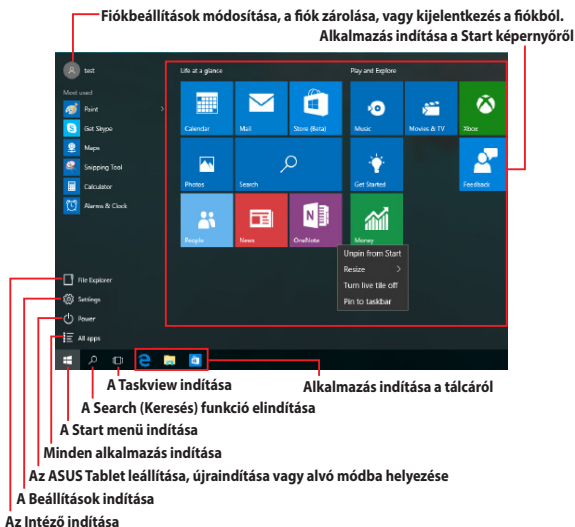 Fiókbeállítások módosítása, a fiók zárolása, vagy kijelentkezés a fiókból.
Alkalmazás indítása a Start képernyőről
test
Most used
Paint
Get Skype
Maps
Snipping Tool
Calculator
Alarms & Clock
File Explorer
Settings
Power
All apps
Life at a glance
Play and Explore
Calendar
Mail
Store (Beta)
Music
Movies & TV
Xbox
Photos
Search
Get Started
Feedback
People
News
OneNote
Money
Unpin from Start
Resize
Turn live tile off
Pin to taskbar
A Taskview indítása
Alkalmazás indítása a tálcáról
A Search (Keresés) funkció elindítása
A Start menü indítása
Minden alkalmazás indítása
Az ASUS Tablet leállítása, újraindítása vagy alvó módba helyezése
A Beállítások indítása
Az Intéző indítása